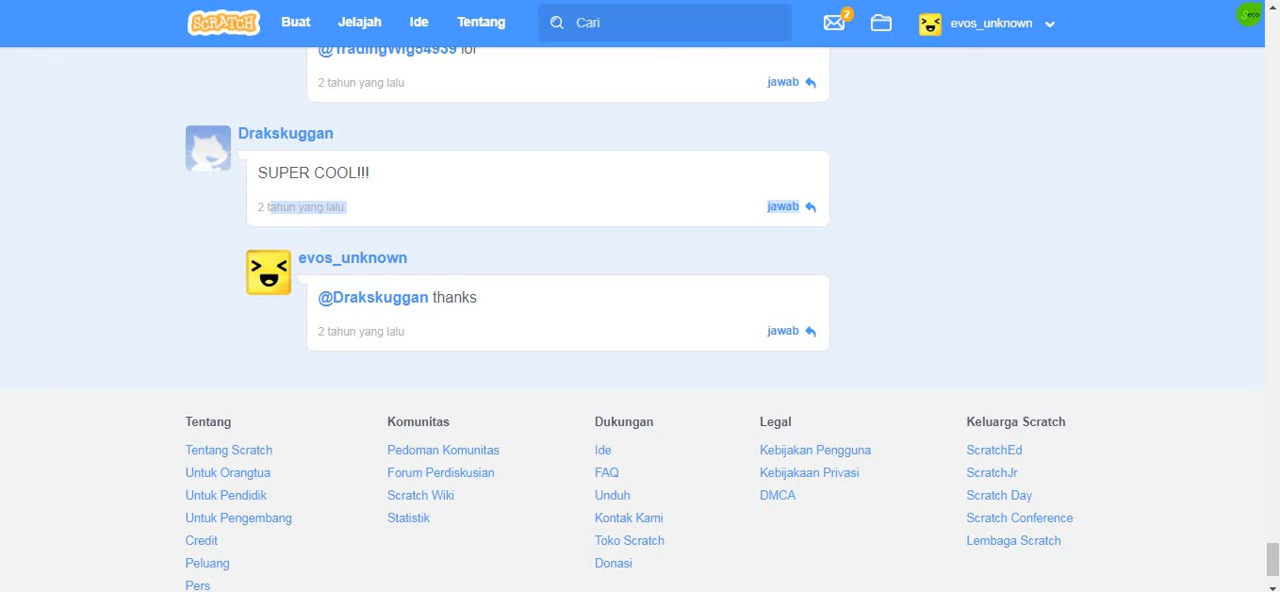 SCRATCH Buat Jelajah Ide Tentang Cari 2 evos_unknown
@TradingWig54939 lol
2 tahun yang lalu jawab
Drakskuggan
SUPER COOL!!!
2 tahun yang lalu jawab
evos_unknown
@Drakskuggan thanks
2 tahun yang lalu jawab
Tentang Komunitas Dukungan Legal Keluarga Scratch
Tentang Scratch Pedoman Komunitas Ide Kebijakan Pengguna ScratchEd
Untuk Orangtua Forum Perdiskusian FAQ Kebijakaan Privasi ScratchJr
Untuk Pendidik Scratch Wiki Unduh DMCA Scratch Day
Untuk Pengembang Statistik Kontak Kami Scratch Conference
Credit Toko Scratch Lembaga Scratch
Peluang Donasi
Pers